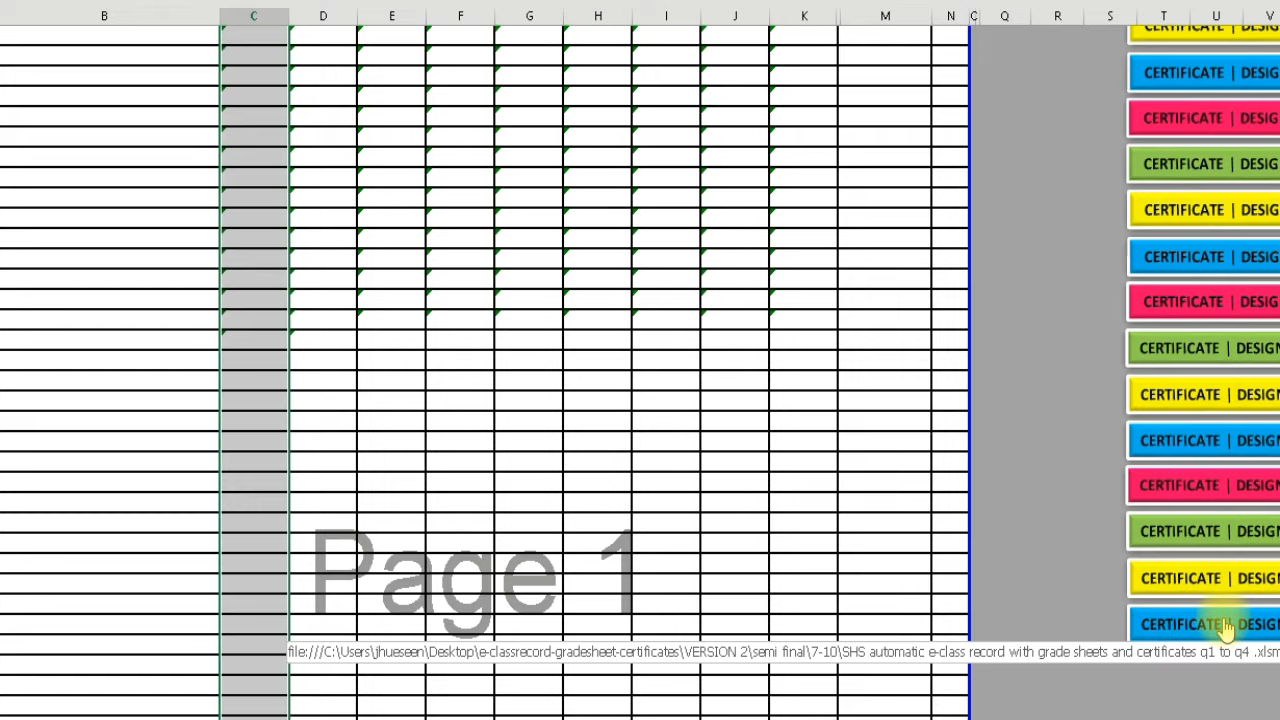 B C D E F G H I J K M N C Q R S T U V
CERTIFICATE | DESIG
CERTIFICATE | DESIG
CERTIFICATE | DESIG
CERTIFICATE | DESIG
CERTIFICATE | DESIG
CERTIFICATE | DESIG
CERTIFICATE | DESIG
CERTIFICATE | DESIGN
CERTIFICATE | DESIGN
CERTIFICATE | DESIGN
CERTIFICATE | DESIGN
CERTIFICATE | DESIGN
CERTIFICATE | DESIGN
Page 1
CERTIFICATE | DESIGN
file:///C:\Users\jhueseen\Desktop\e-classrecord-gradesheet-certificates\VERSION 2\semi final\7-10\SHS automatic e-class record with grade sheets and certificates q1 to q4 .xlsm